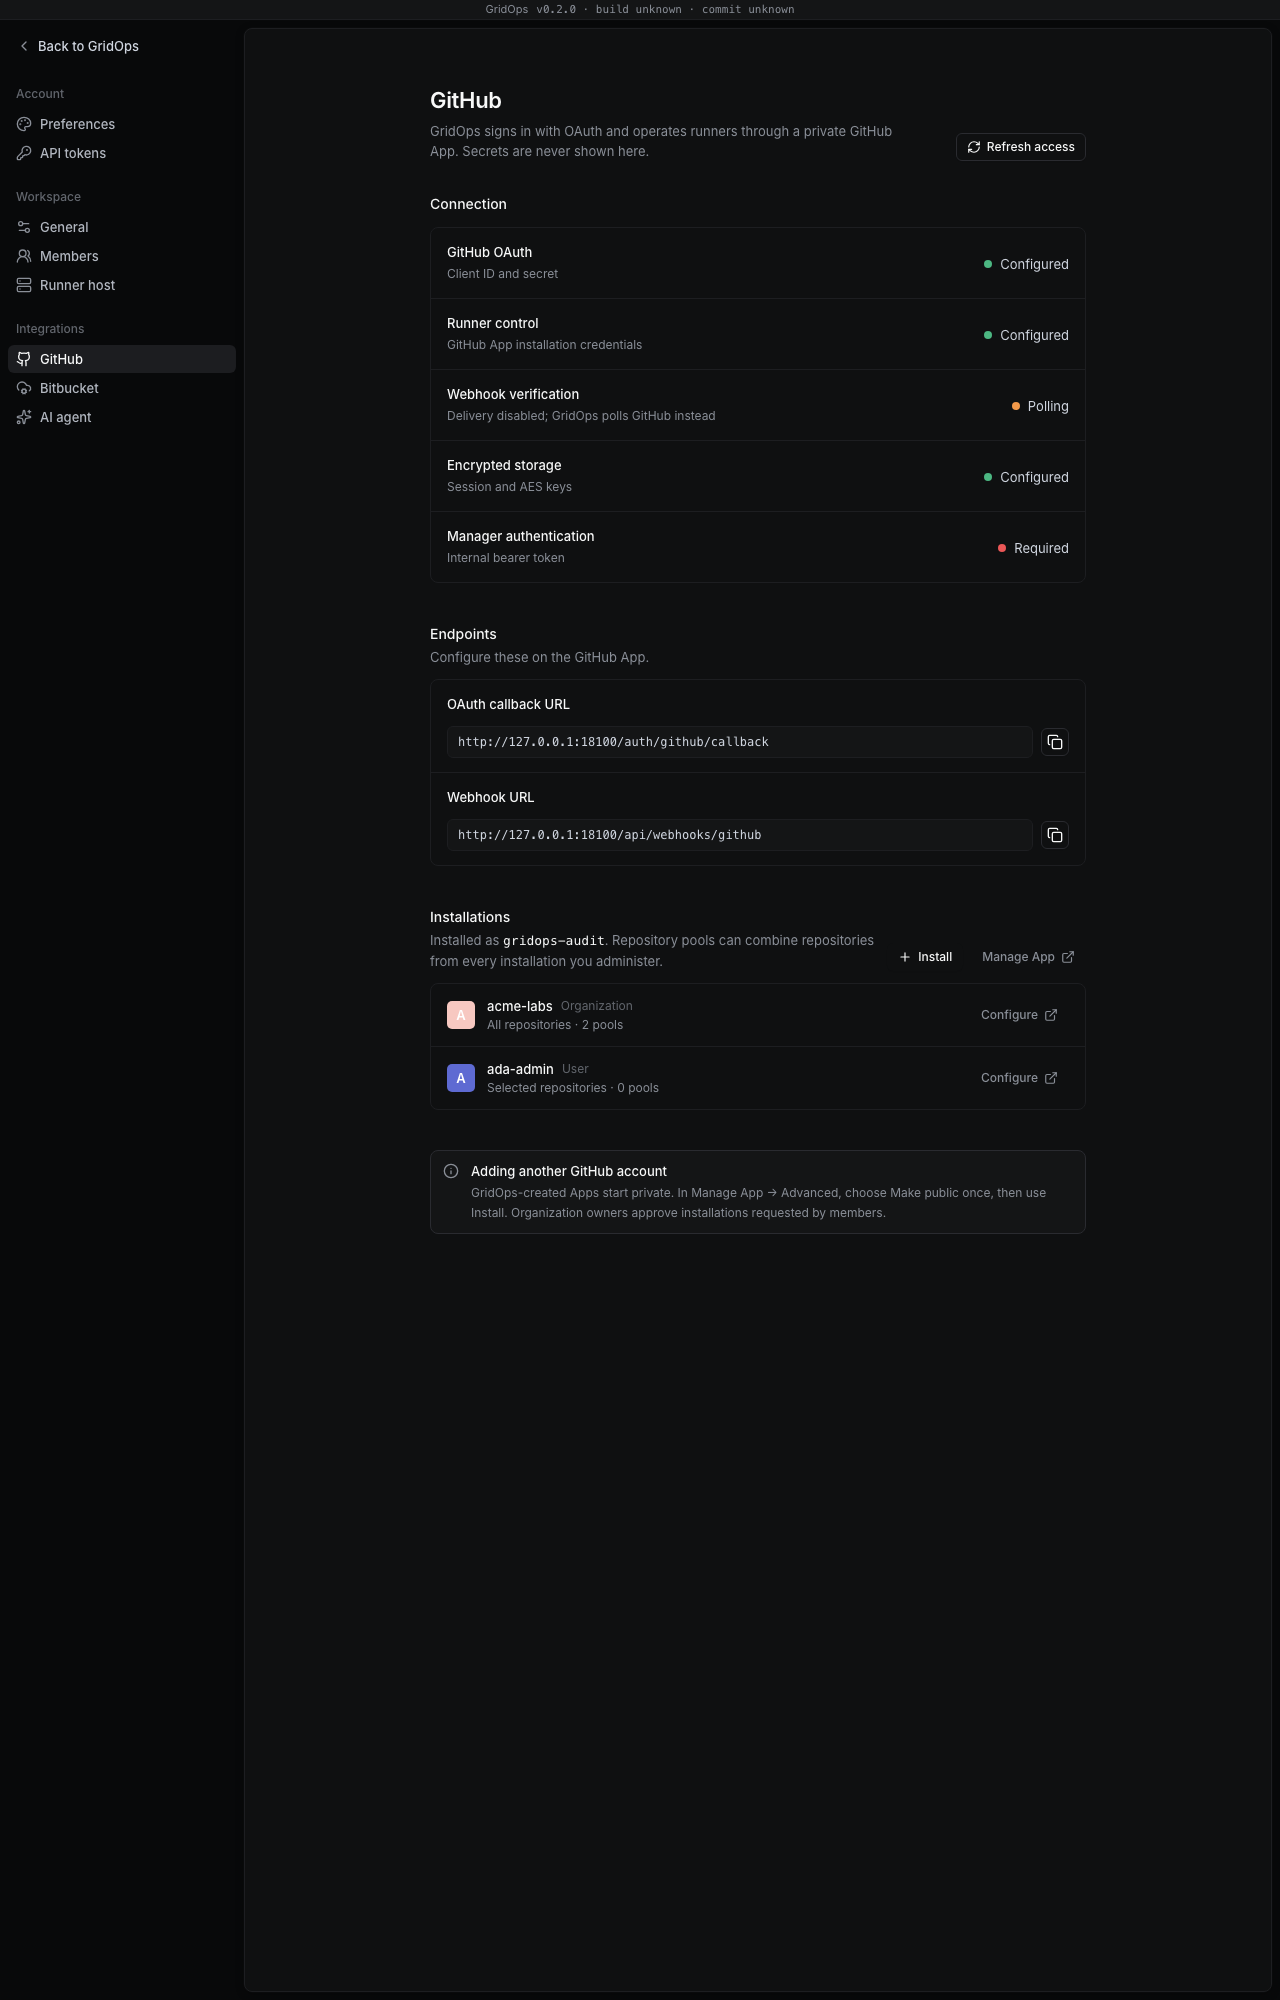 GridOps v0.2.0 · build unknown · commit unknown
Back to GridOps
Account
Preferences
API tokens
Workspace
General
Members
Runner host
Integrations
GitHub
Bitbucket
AI agent
GitHub
GridOps signs in with OAuth and operates runners through a private GitHub
App. Secrets are never shown here.
Refresh access
Connection
GitHub OAuth
Client ID and secret
Configured
Runner control
GitHub App installation credentials
Configured
Webhook verification
Delivery disabled; GridOps polls GitHub instead
Polling
Encrypted storage
Session and AES keys
Configured
Manager authentication
Internal bearer token
Required
Endpoints
Configure these on the GitHub App.
OAuth callback URL
http://127.0.0.1:18100/auth/github/callback
Webhook URL
http://127.0.0.1:18100/api/webhooks/github
Installations
Installed as gridops-audit. Repository pools can combine repositories
from every installation you administer.
Install
Manage App
A
acme-labs Organization
All repositories · 2 pools
Configure
A
ada-admin User
Selected repositories · 0 pools
Configure
Adding another GitHub account
GridOps-created Apps start private. In Manage App → Advanced, choose Make public once, then use
Install. Organization owners approve installations requested by members.